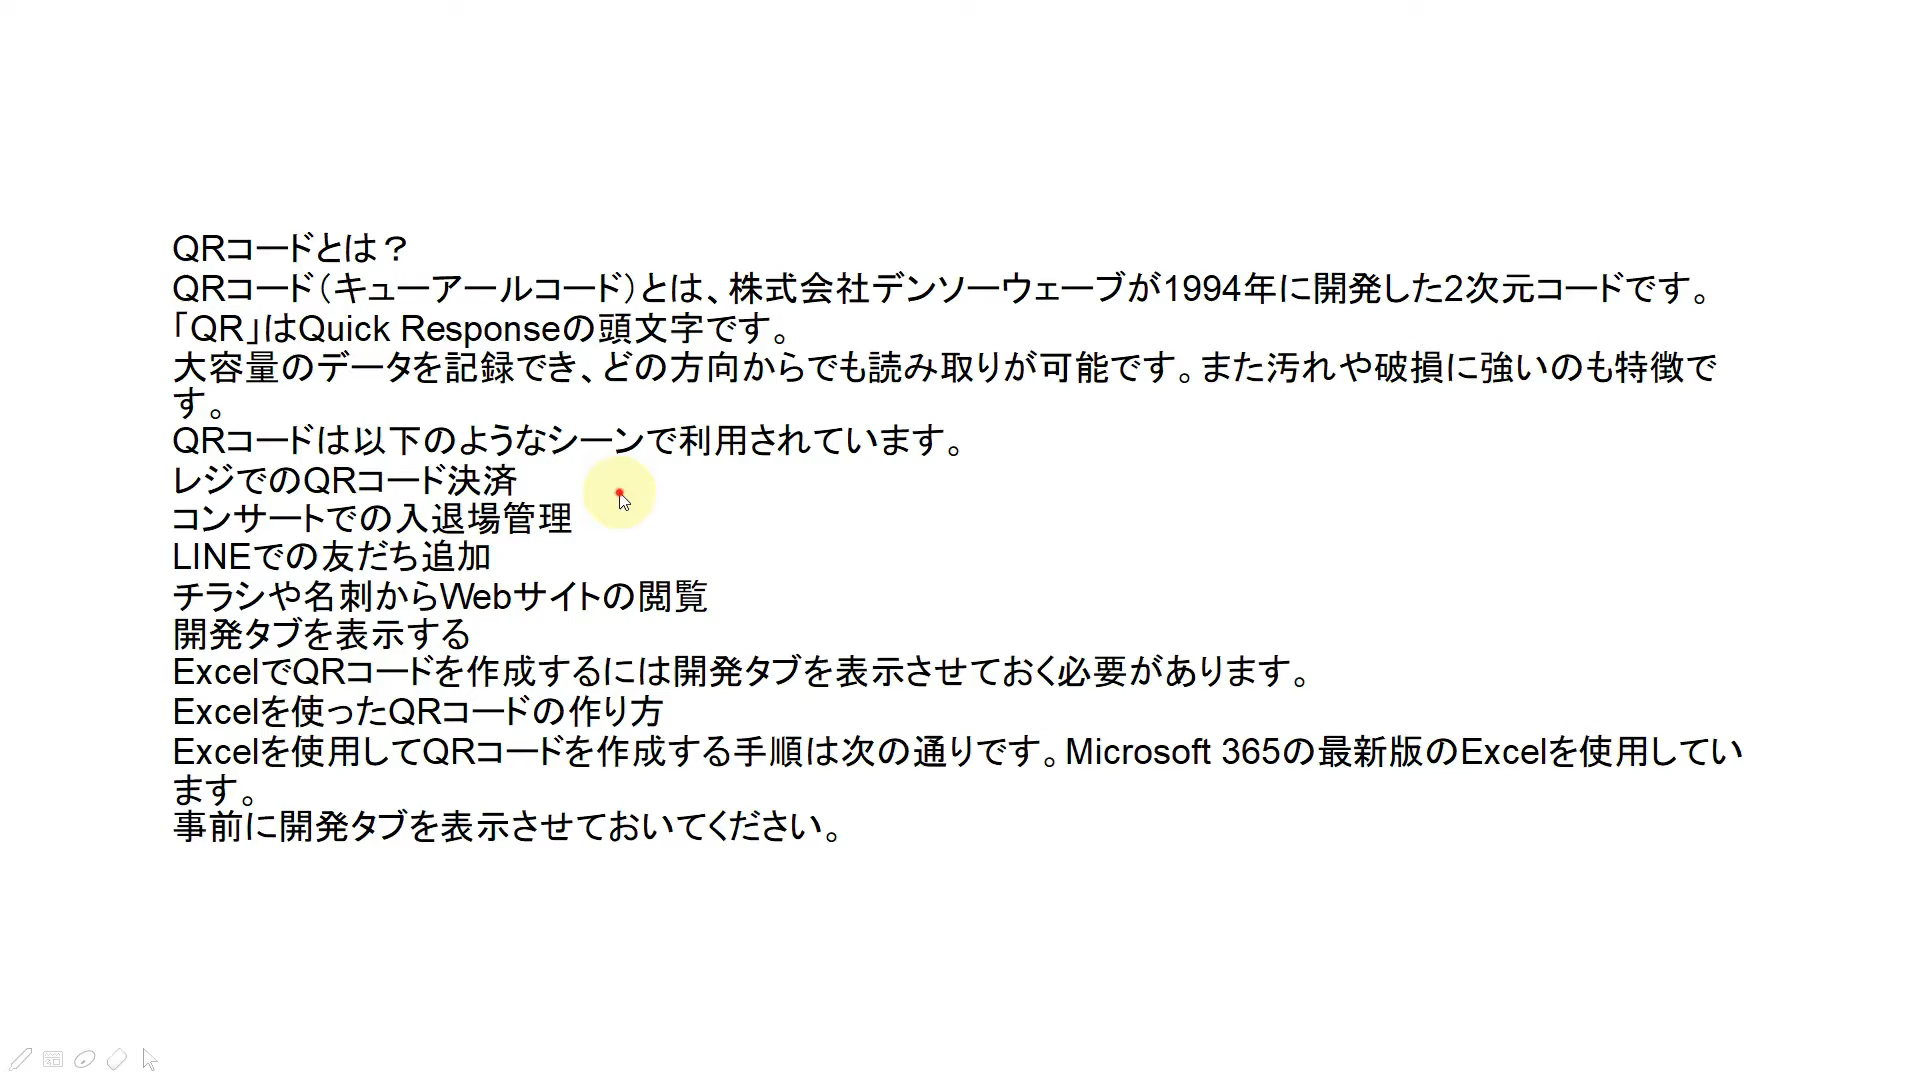 QRコードとは？
QRコード（キューアールコード）とは、株式会社デンソーウェーブが1994年に開発した2次元コードです。
「QR」はQuick Responseの頭文字です。
大容量のデータを記録でき、どの方向からでも読み取りが可能です。また汚れや破損に強いのも特徴で
す。
QRコードは以下のようなシーンで利用されています。
レジでのQRコード決済
コンサートでの入退場管理
LINEでの友だち追加
チラシや名刺からWebサイトの閲覧
開発タブを表示する
ExcelでQRコードを作成するには開発タブを表示させておく必要があります。
Excelを使ったQRコードの作り方
Excelを使用してQRコードを作成する手順は次の通りです。Microsoft 365の最新版のExcelを使用してい
ます。
事前に開発タブを表示させておいてください。